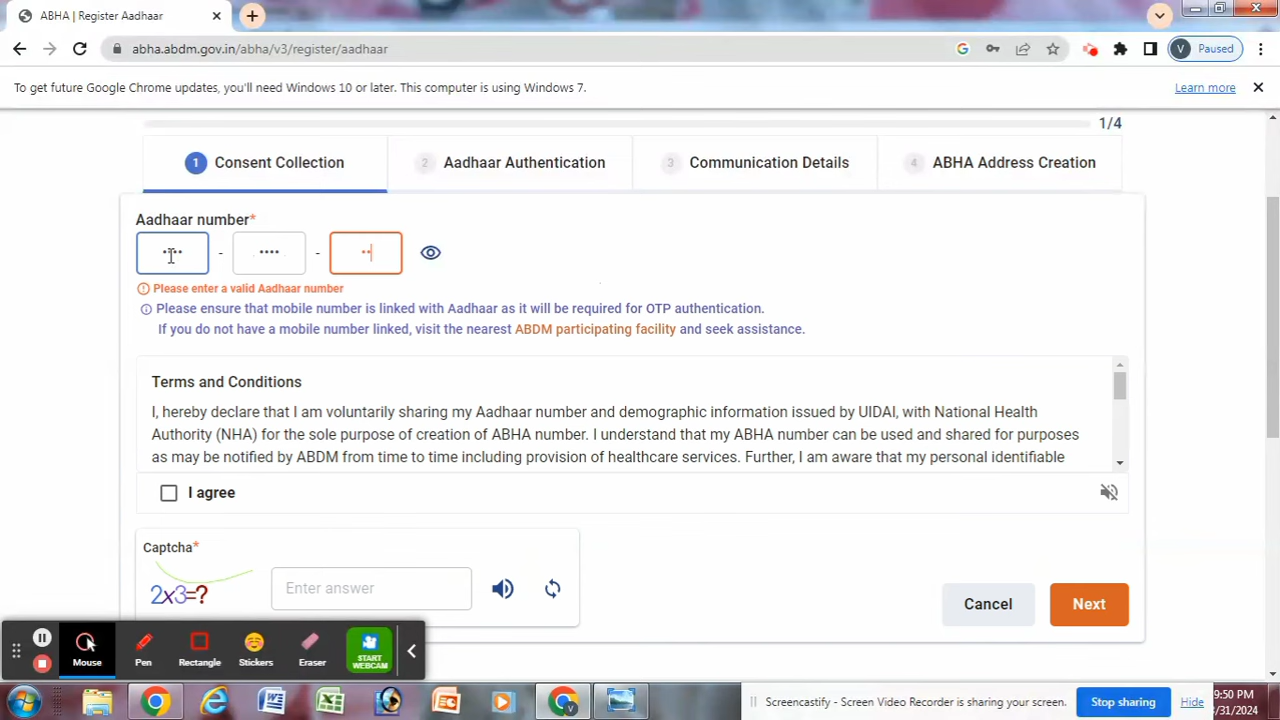 ABHA | Register Aadhaar
abha.abdm.gov.in/abha/v3/register/aadhaar
V Paused
To get future Google Chrome updates, you'll need Windows 10 or later. This computer is using Windows 7.
Learn more
1/4
1 Consent Collection
2 Aadhaar Authentication
3 Communication Details
4 ABHA Address Creation
Aadhaar number*
•••• - •••• - ••
Please enter a valid Aadhaar number
Please ensure that mobile number is linked with Aadhaar as it will be required for OTP authentication.
If you do not have a mobile number linked, visit the nearest ABDM participating facility and seek assistance.
Terms and Conditions
I, hereby declare that I am voluntarily sharing my Aadhaar number and demographic information issued by UIDAI, with National Health
Authority (NHA) for the sole purpose of creation of ABHA number. I understand that my ABHA number can be used and shared for purposes
as may be notified by ABDM from time to time including provision of healthcare services. Further, I am aware that my personal identifiable
I agree
Captcha*
2x3=?
Enter answer
Cancel
Next
Mouse
Pen
Rectangle
Stickers
Eraser
START
WEBCAM
Screencastify - Screen Video Recorder is sharing your screen.
Stop sharing
Hide
9:50 PM
/31/2024